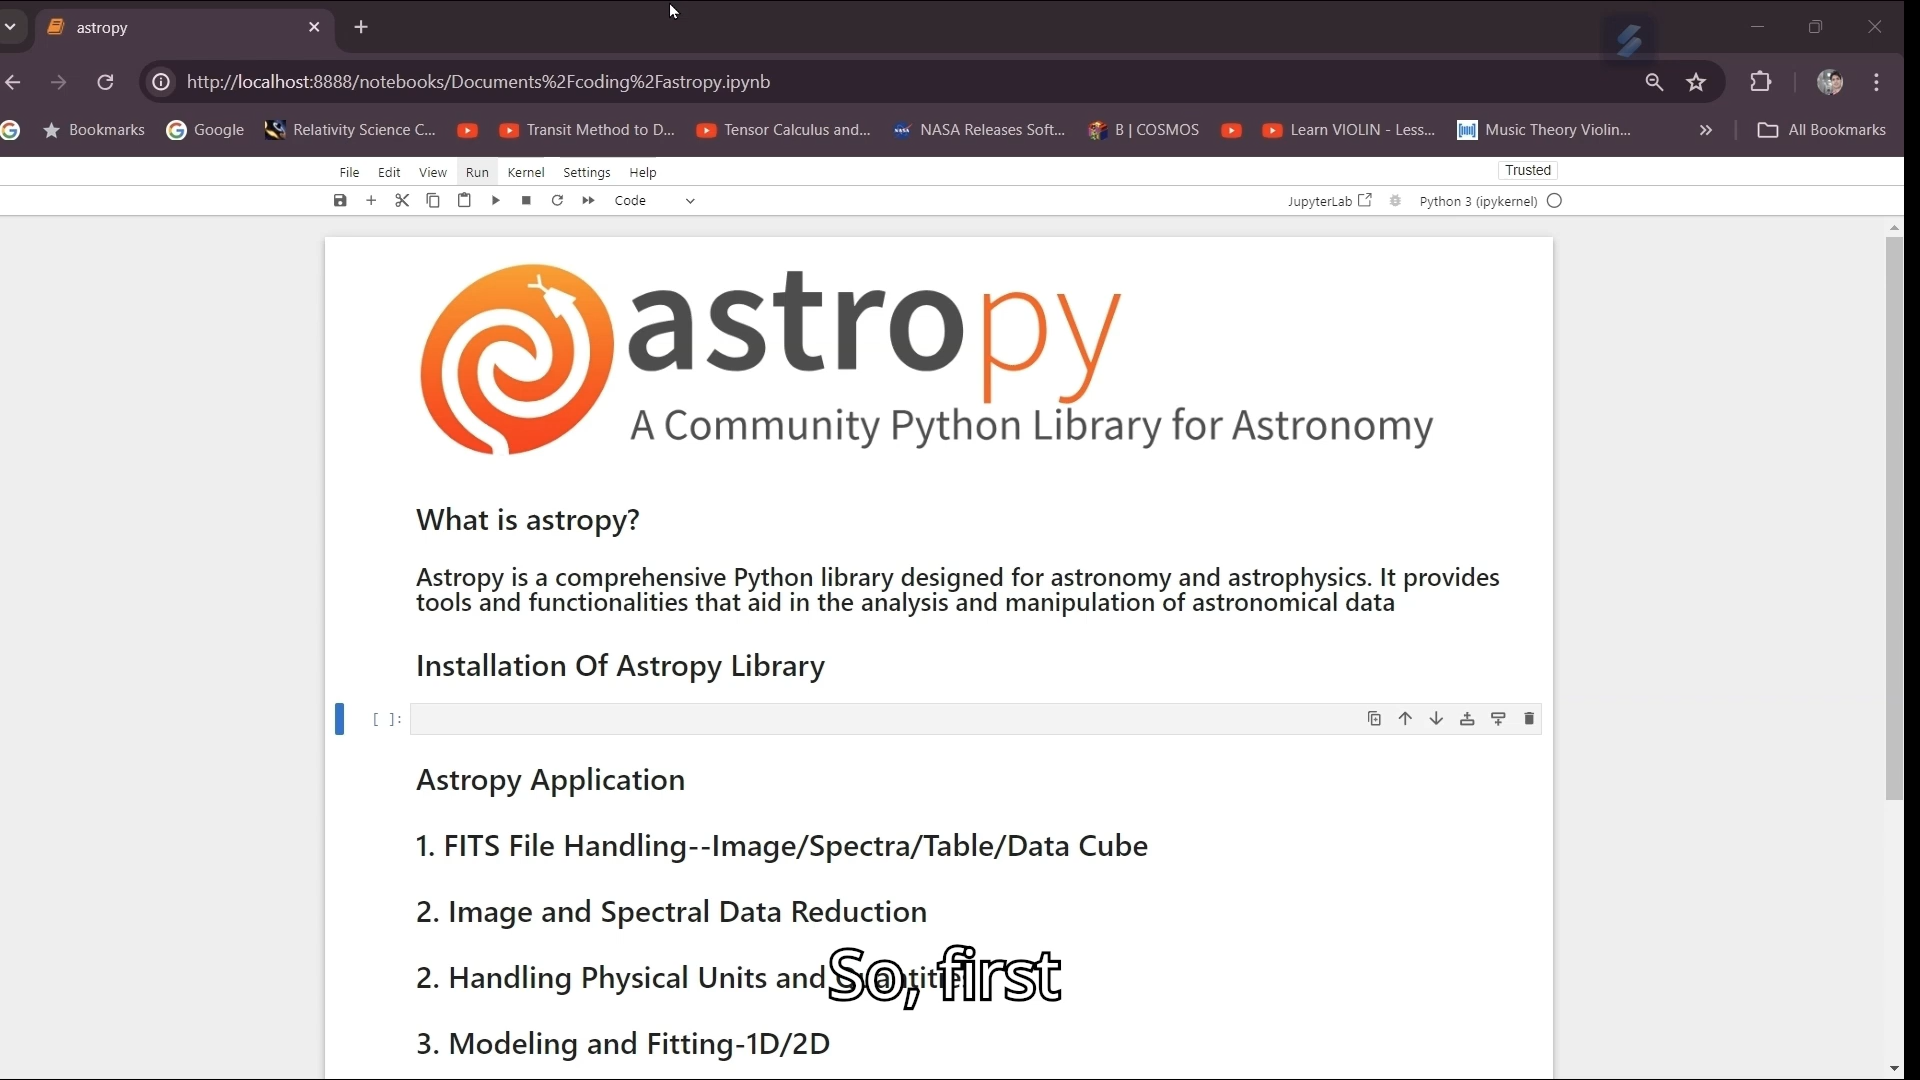 astropy
http://localhost:8888/notebooks/Documents%2Fcoding%2Fastropy.ipynb
Bookmarks Google Relativity Science C... Transit Method to D... Tensor Calculus and... NASA Releases Soft... B | COSMOS Learn VIOLIN - Less... Music Theory Violin... » All Bookmarks
File Edit View Run Kernel Settings Help Trusted
Code JupyterLab Python 3 (ipykernel)
astropy
A Community Python Library for Astronomy
What is astropy?
Astropy is a comprehensive Python library designed for astronomy and astrophysics. It provides
tools and functionalities that aid in the analysis and manipulation of astronomical data
Installation Of Astropy Library
[ ]:
Astropy Application
1. FITS File Handling--Image/Spectra/Table/Data Cube
2. Image and Spectral Data Reduction
2. Handling Physical Units and
So, first
3. Modeling and Fitting-1D/2D